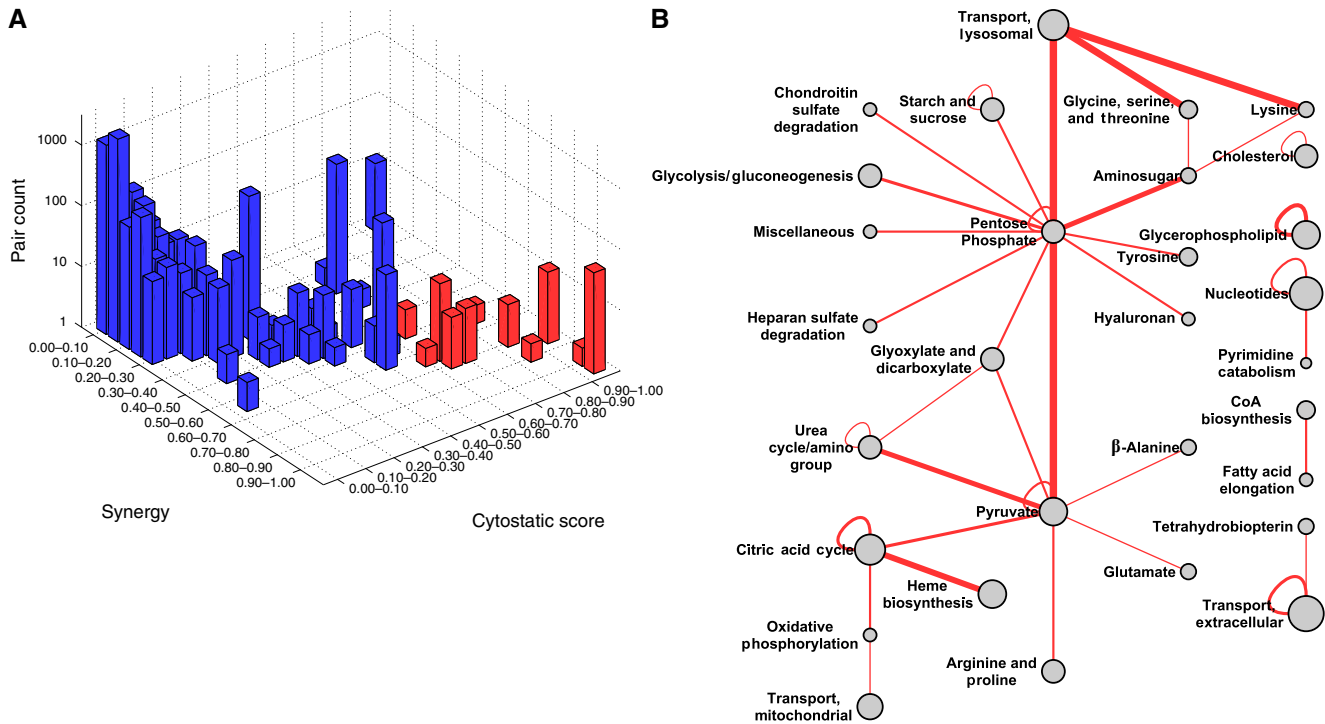 A
Pair count
1000
100
10
1
0.00–0.10
0.10–0.20
0.20–0.30
0.30–0.40
0.40–0.50
0.50–0.60
0.60–0.70
0.70–0.80
0.80–0.90
0.90–1.00
Synergy
0.00–0.10
0.10–0.20
0.20–0.30
0.30–0.40
0.40–0.50
0.50–0.60
0.60–0.70
0.70–0.80
0.80–0.90
0.90–1.00
Cytostatic score
B
Transport,
lysosomal
Chondroitin
sulfate
degradation
Starch and
sucrose
Glycine, serine,
and threonine
Lysine
Cholesterol
Glycolysis/gluconeogenesis
Aminosugar
Miscellaneous
Pentose
Phosphate
Glycerophospholipid
Tyrosine
Nucleotides
Heparan sulfate
degradation
Hyaluronan
Glyoxylate and
dicarboxylate
Pyrimidine
catabolism
CoA
biosynthesis
Urea
cycle/amino
group
β-Alanine
Fatty acid
elongation
Pyruvate
Tetrahydrobiopterin
Citric acid cycle
Glutamate
Heme
biosynthesis
Transport,
extracellular
Oxidative
phosphorylation
Arginine and
proline
Transport,
mitochondrial